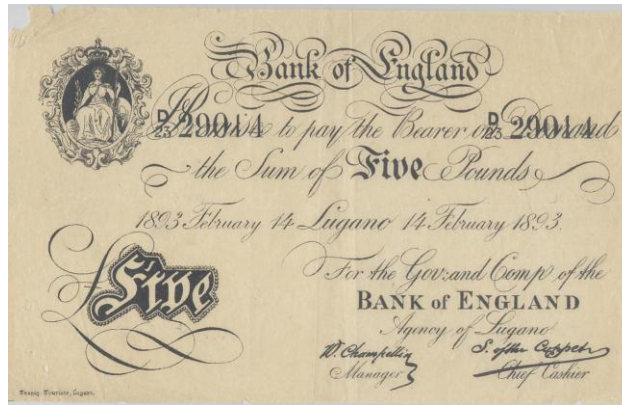 Bank of England
D/23 29014 to pay the Bearer on Demand D/23 29014
the Sum of Five Pounds
1893 February 14 Lugano 14 February 1893.
Five
For the Gov: and Compª of the
BANK of ENGLAND
Agency of Lugano
Manager Chief Cashier